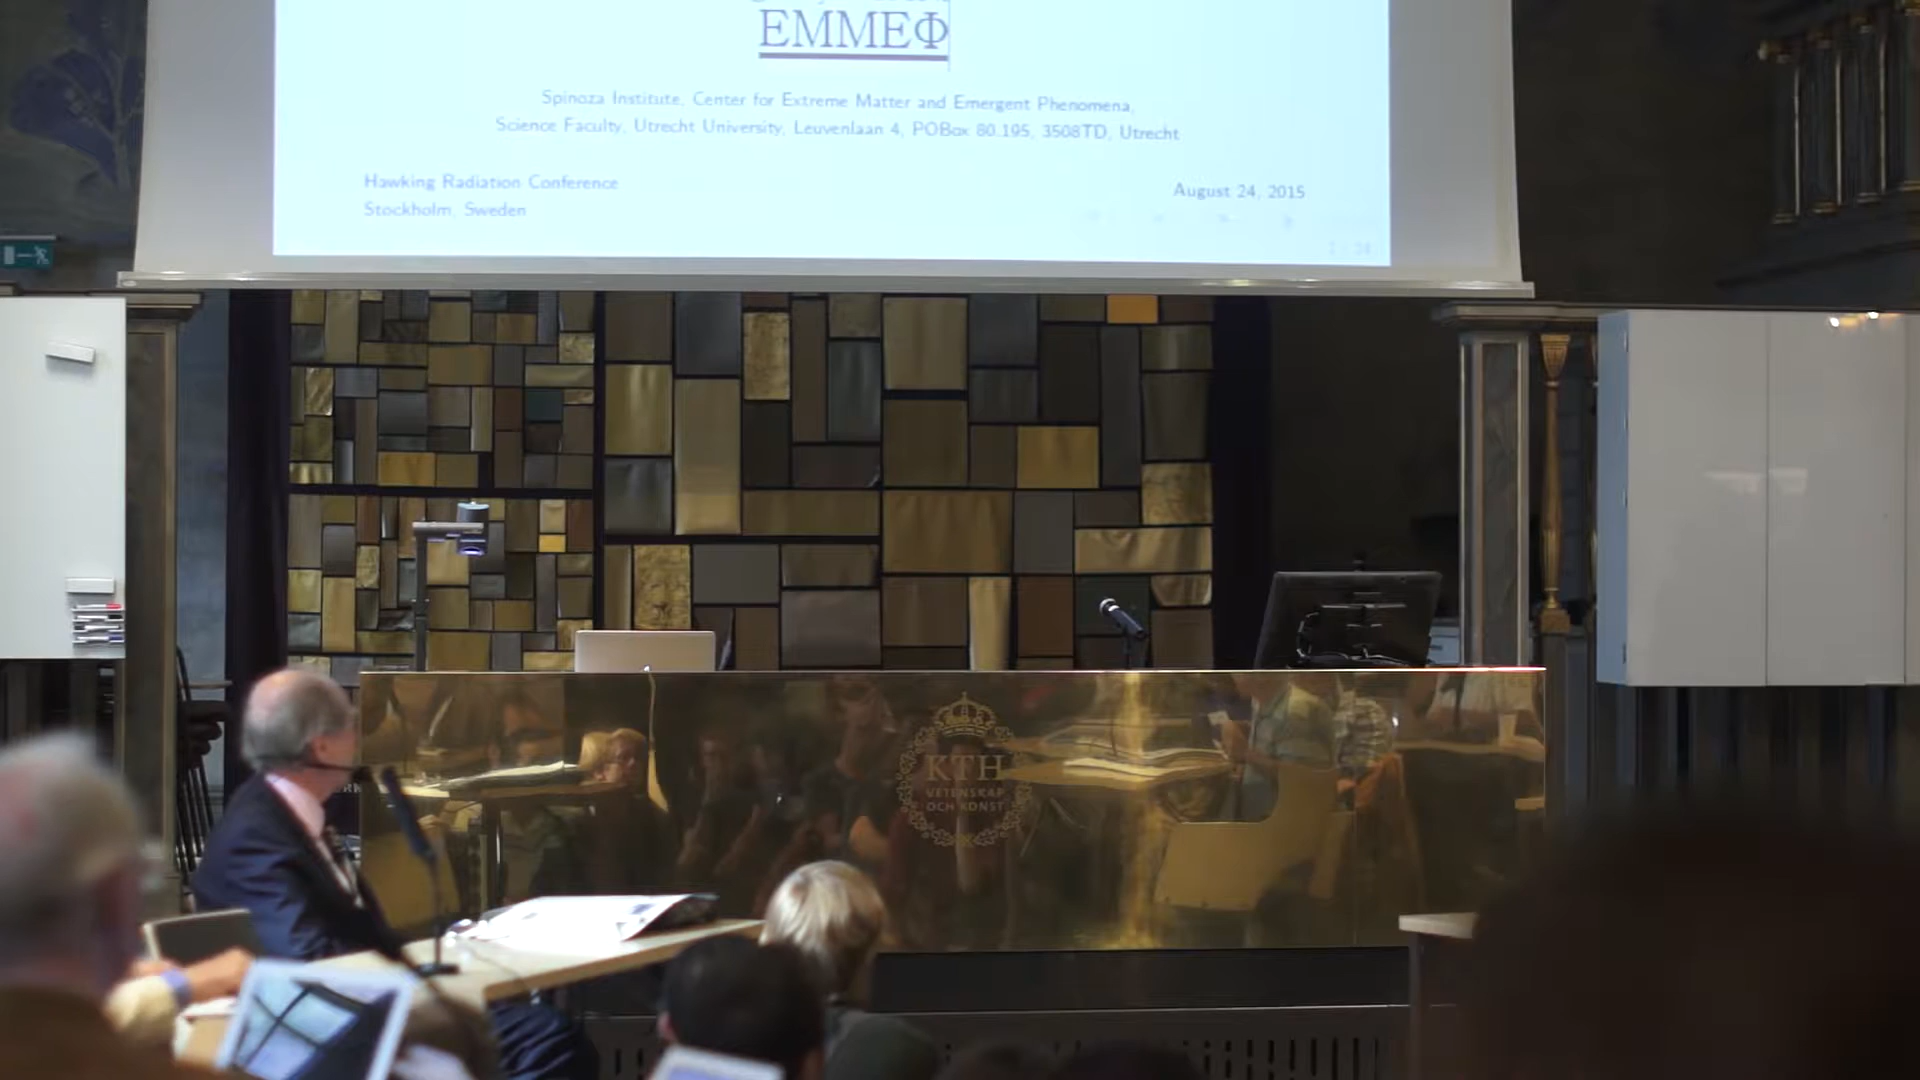 EMMEΦ
Spinoza Institute, Center for Extreme Matter and Emergent Phenomena,
Science Faculty, Utrecht University, Leuvenlaan 4, POBox 80.195, 3508TD, Utrecht
Hawking Radiation Conference
August 24, 2015
Stockholm, Sweden
KTH
VETENSKAP
OCH KONST